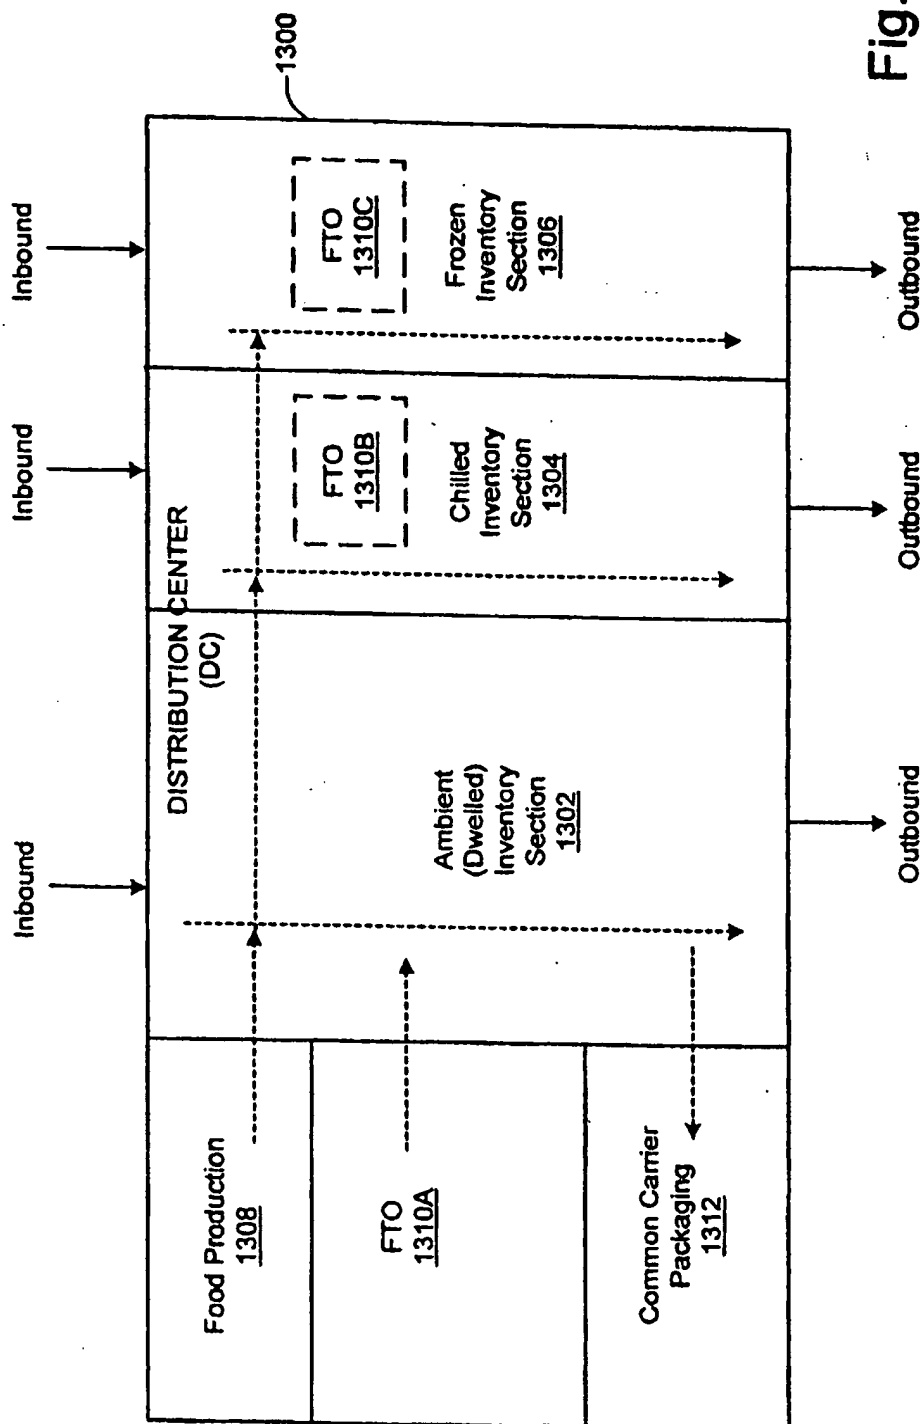 Inbound
Inbound
Inbound
1300
DISTRIBUTION CENTER
(DC)
Food Production
1308
FTO
1310A
Common Carrier
Packaging
1312
Ambient
(Dwelled)
Inventory
Section
1302
FTO
1310B
Chilled
Inventory
Section
1304
FTO
1310C
Frozen
Inventory
Section
1306
Outbound
Outbound
Outbound
Fig.